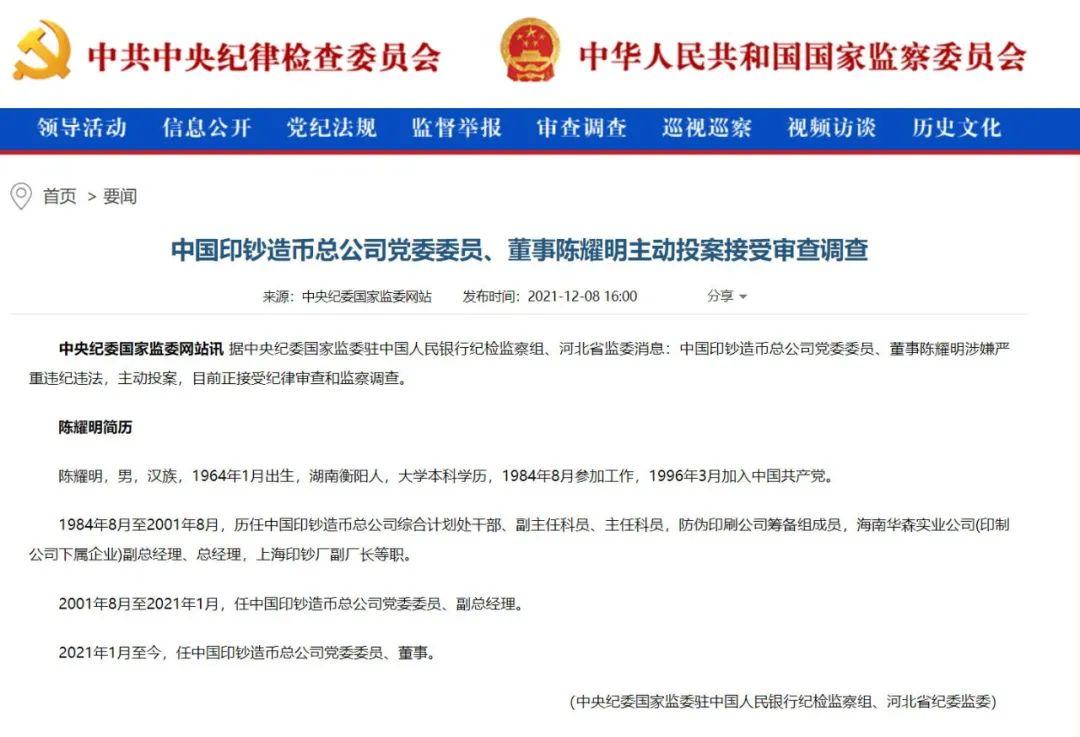 中共中央纪律检查委员会 中华人民共和国国家监察委员会
领导活动 信息公开 党纪法规 监督举报 审查调查 巡视巡察 视频访谈 历史文化
首页 > 要闻
中国印钞造币总公司党委委员、董事陈耀明主动投案接受审查调查
来源：中央纪委国家监委网站 发布时间：2021-12-08 16:00 分享
中央纪委国家监委网站讯 据中央纪委国家监委驻中国人民银行纪检监察组、河北省监委消息：中国印钞造币总公司党委委员、董事陈耀明涉嫌严
重违纪违法，主动投案，目前正接受纪律审查和监察调查。
陈耀明简历
陈耀明，男，汉族，1964年1月出生，湖南衡阳人，大学本科学历，1984年8月参加工作，1996年3月加入中国共产党。
1984年8月至2001年8月，历任中国印钞造币总公司综合计划处干部、副主任科员、主任科员，防伪印刷公司筹备组成员，海南华森实业公司(印制
公司下属企业)副总经理、总经理，上海印钞厂副厂长等职。
2001年8月至2021年1月，任中国印钞造币总公司党委委员、副总经理。
2021年1月至今，任中国印钞造币总公司党委委员、董事。
(中央纪委国家监委驻中国人民银行纪检监察组、河北省纪委监委)